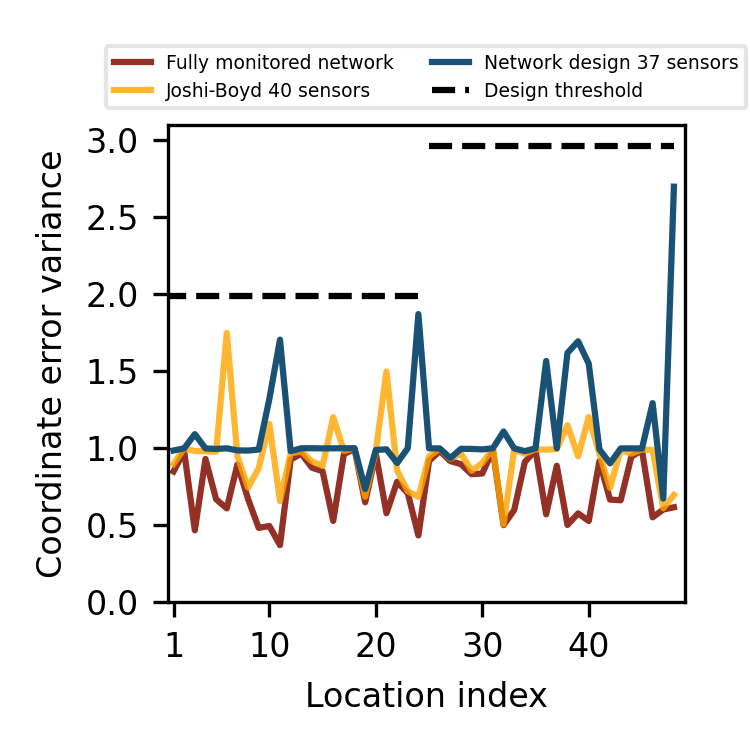 Fully monitored network
Joshi-Boyd 40 sensors
Network design 37 sensors
Design threshold
Coordinate error variance
3.0
2.5
2.0
1.5
1.0
0.5
0.0
1 10 20 30 40
Location index